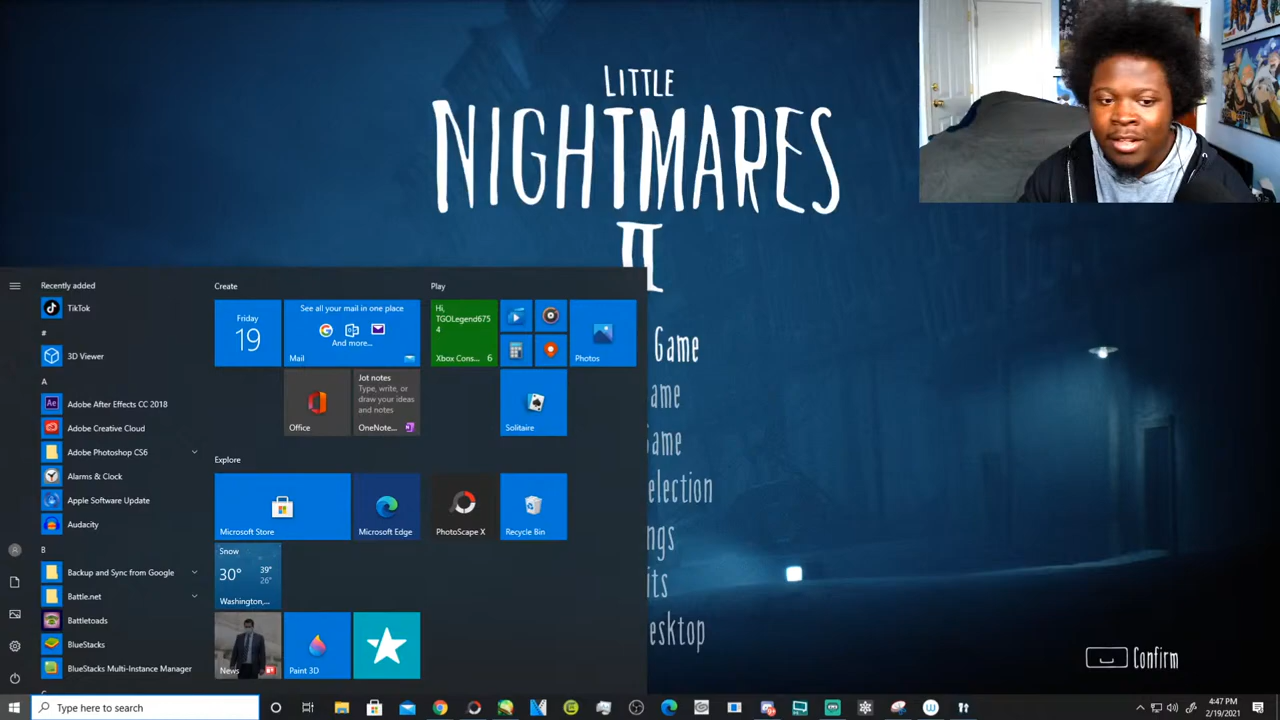 LITTLE
NIGHTMARES
II
Game
ame
Game
election
ngs
its
esktop
Confirm
Recently added
TikTok
#
3D Viewer
A
Adobe After Effects CC 2018
Adobe Creative Cloud
Adobe Photoshop CS6
Alarms & Clock
Apple Software Update
Audacity
B
Backup and Sync from Google
Battle.net
Battletoads
BlueStacks
BlueStacks Multi-Instance Manager
Create
Friday
19
See all your mail in one place
And more...
Mail
Office
Jot notes
Type, write, or
draw your ideas
and notes
OneNote...
Play
Hi,
TGOLegend675
4
Xbox Cons... 6
Photos
Solitaire
Explore
Microsoft Store
Microsoft Edge
PhotoScape X
Recycle Bin
Snow
30° 39°
26°
Washington,...
News
Paint 3D
Type here to search
4:47 PM
2/19/2021